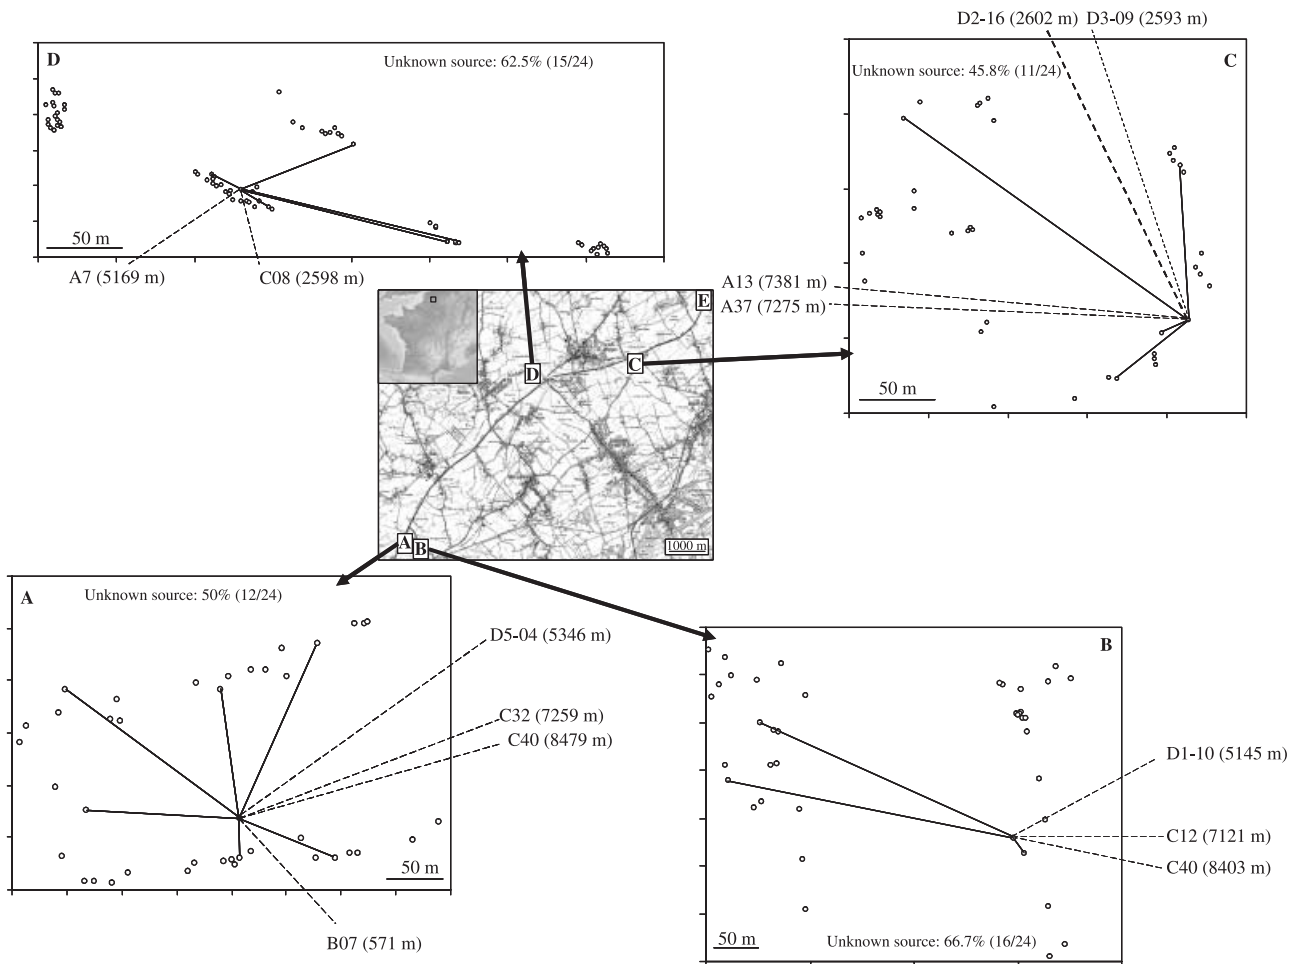 D2-16 (2602 m) D3-09 (2593 m)
D
Unknown source: 62.5% (15/24)
50 m
A7 (5169 m)
C08 (2598 m)
C
Unknown source: 45.8% (11/24)
A13 (7381 m)
A37 (7275 m)
50 m
E
D
C
A
B
1000 m
A
Unknown source: 50% (12/24)
D5-04 (5346 m)
C32 (7259 m)
C40 (8479 m)
50 m
B07 (571 m)
B
D1-10 (5145 m)
C12 (7121 m)
C40 (8403 m)
50 m
Unknown source: 66.7% (16/24)